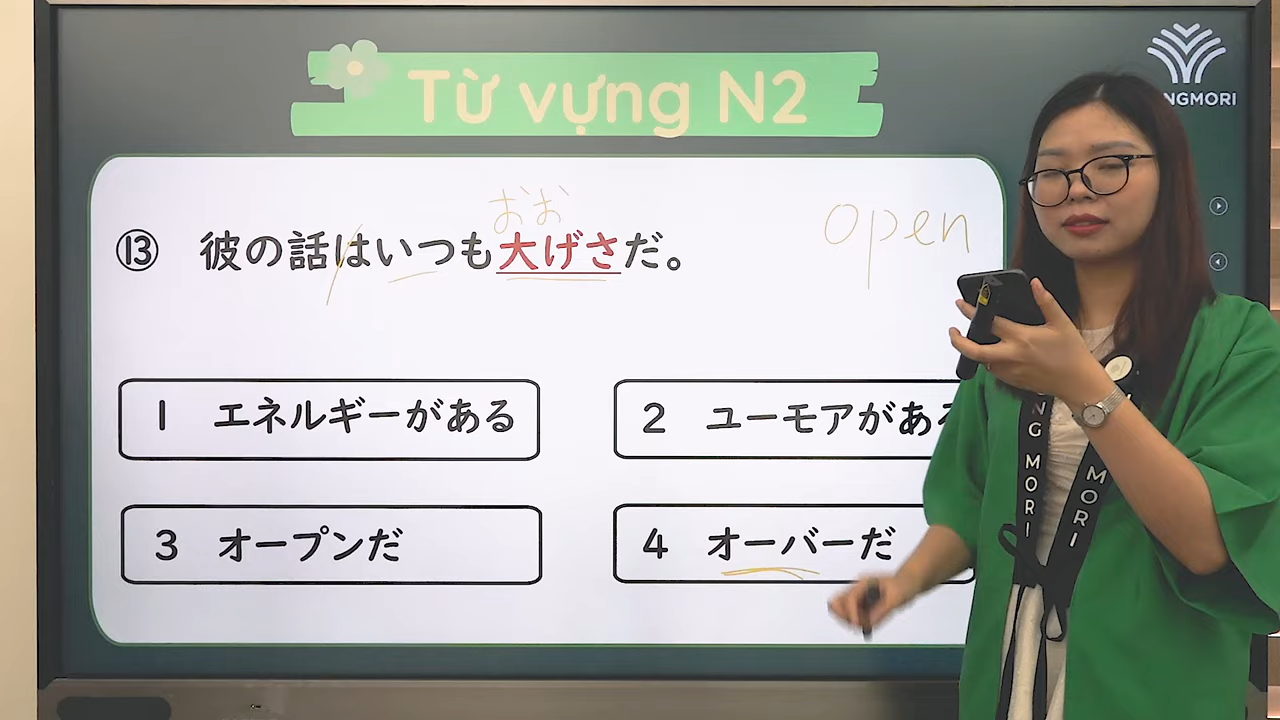 Từ vựng N2
NGMORI
おお
open
⑬ 彼の話はいつも大げさだ。
1 エネルギーがある
2 ユーモアがある
3 オープンだ
4 オーバーだ
NG MORI
MORI